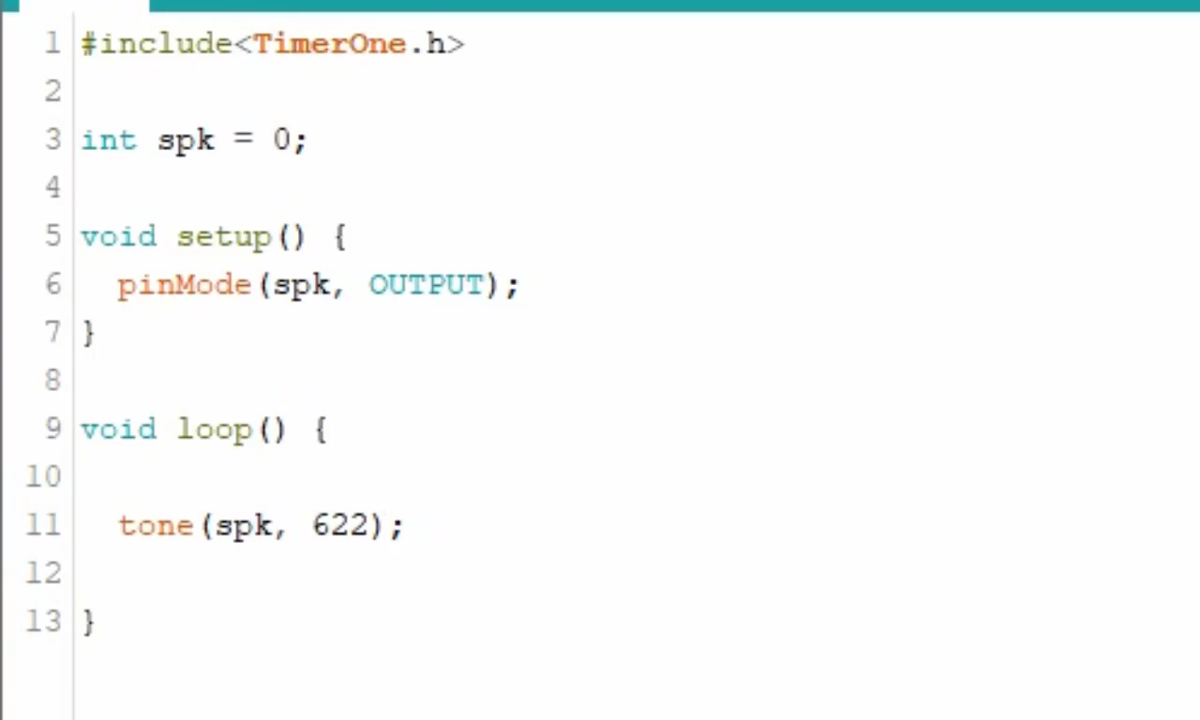 1 #include<TimerOne.h>
2
3 int spk = 0;
4
5 void setup() {
6   pinMode(spk, OUTPUT);
7 }
8
9 void loop() {
10
11   tone(spk, 622);
12
13 }